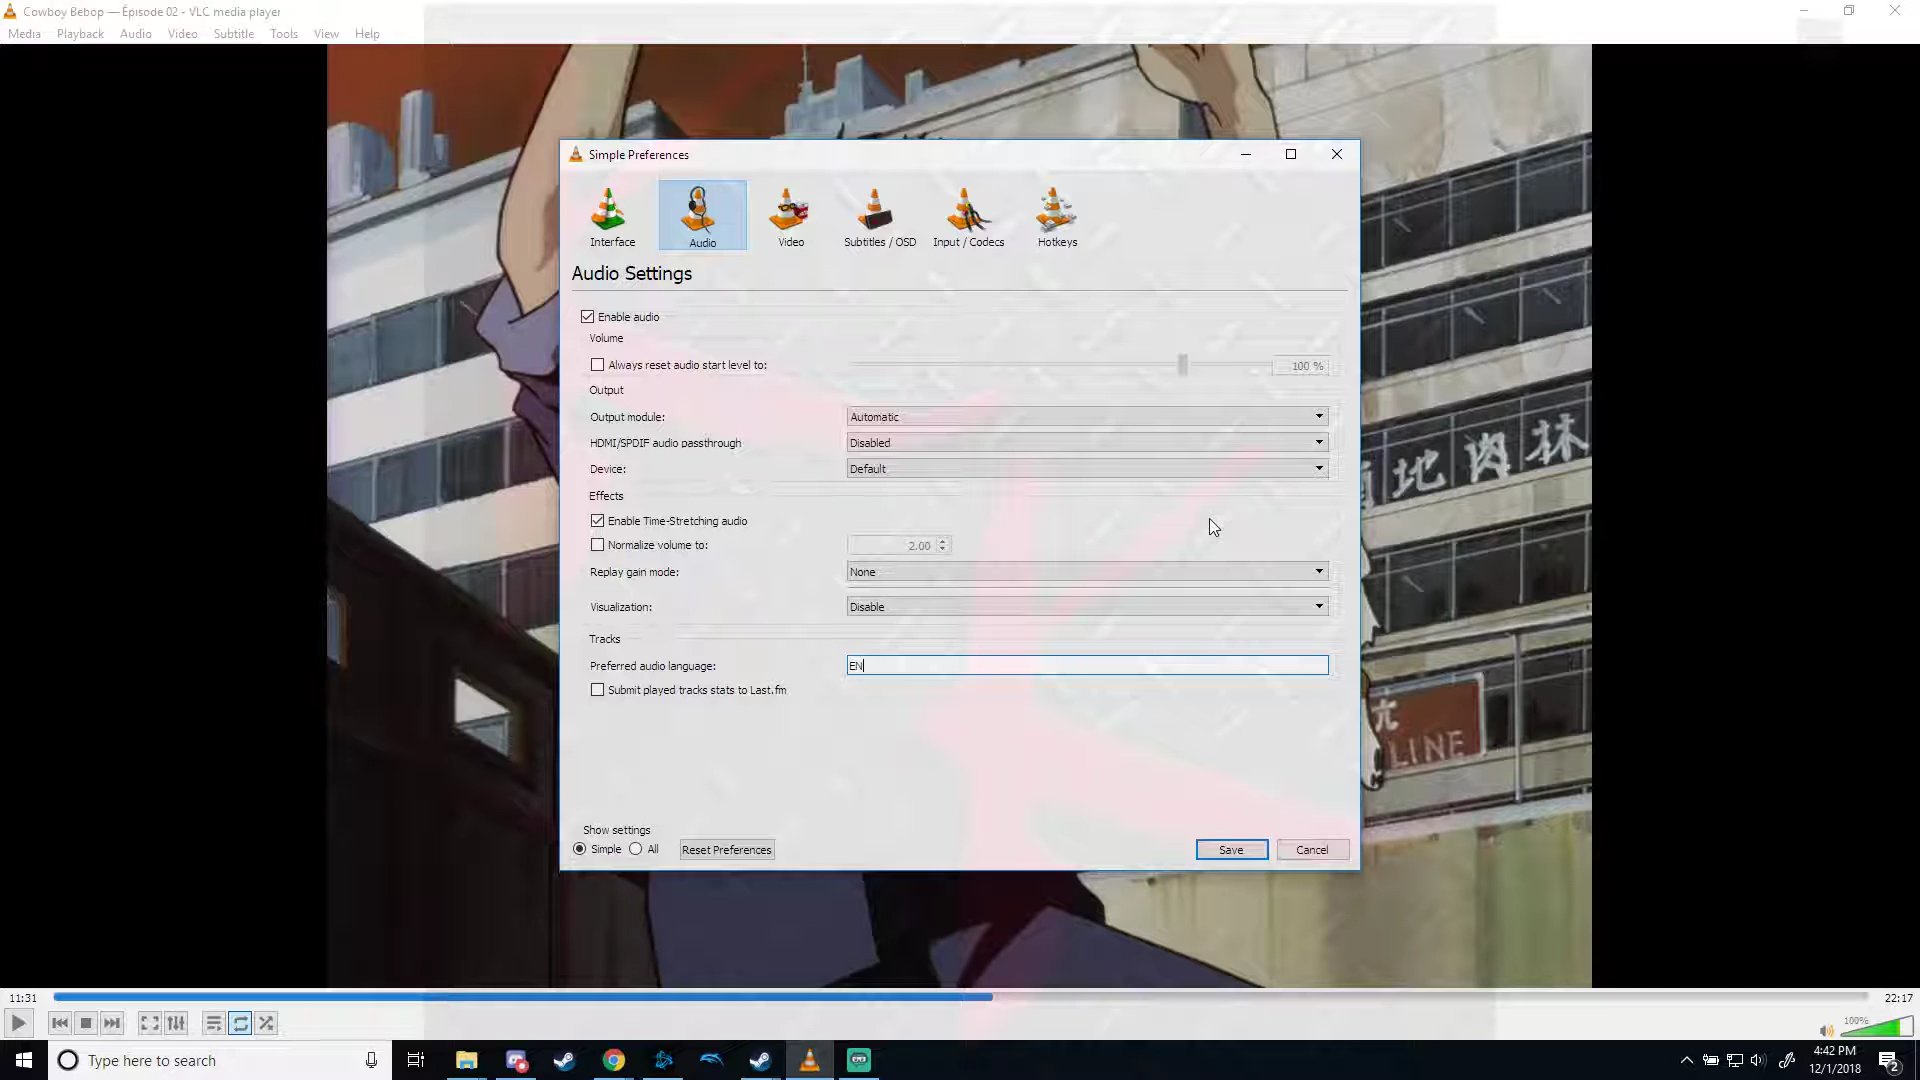 Cowboy Bebop — Episode 02 - VLC media player
Media Playback Audio Video Subtitle Tools View Help
Simple Preferences
Interface Audio Video Subtitles / OSD Input / Codecs Hotkeys
Audio Settings
Enable audio
Volume
Always reset audio start level to: 100 %
Output
Output module: Automatic
HDMI/SPDIF audio passthrough Disabled
Device: Default
地肉林
Effects
Enable Time-Stretching audio
Normalize volume to: 2.00
Replay gain mode: None
Visualization: Disable
Tracks
Preferred audio language: EN
Submit played tracks stats to Last.fm
LINE
Show settings
Simple All Reset Preferences Save Cancel
11:31 22:17
100%
Type here to search
4:42 PM
12/1/2018
2